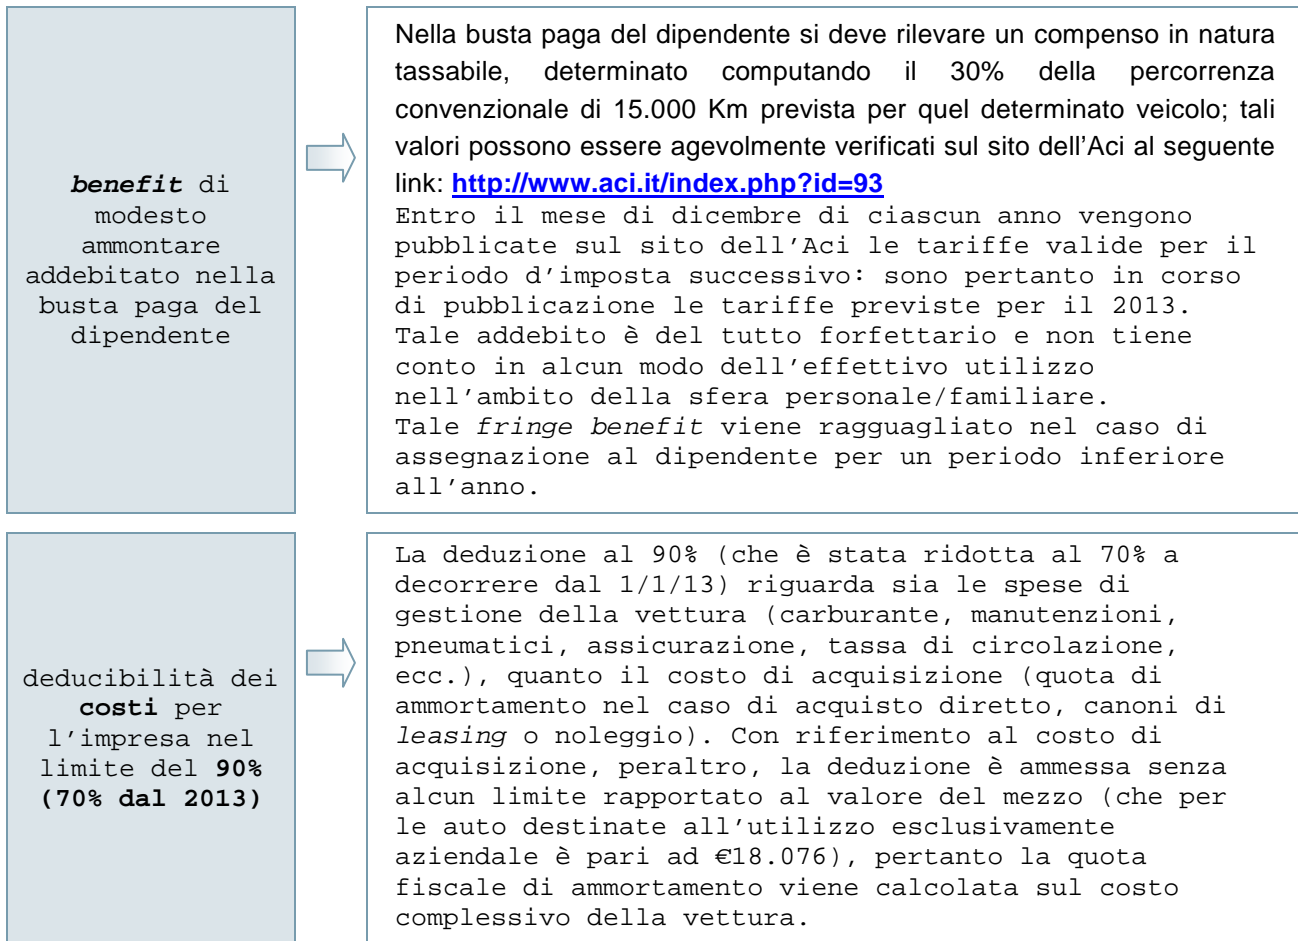 benefit di
modesto
ammontare
addebitato nella
busta paga del
dipendente
Nella busta paga del dipendente si deve rilevare un compenso in natura
tassabile, determinato computando il 30% della percorrenza
convenzionale di 15.000 Km prevista per quel determinato veicolo; tali
valori possono essere agevolmente verificati sul sito dell'Aci al seguente
link: http://www.aci.it/index.php?id=93
Entro il mese di dicembre di ciascun anno vengono
pubblicate sul sito dell'Aci le tariffe valide per il
periodo d'imposta successivo: sono pertanto in corso
di pubblicazione le tariffe previste per il 2013.
Tale addebito è del tutto forfettario e non tiene
conto in alcun modo dell'effettivo utilizzo
nell'ambito della sfera personale/familiare.
Tale fringe benefit viene ragguagliato nel caso di
assegnazione al dipendente per un periodo inferiore
all'anno.
deducibilità dei
costi per
l'impresa nel
limite del 90%
(70% dal 2013)
La deduzione al 90% (che è stata ridotta al 70% a
decorrere dal 1/1/13) riguarda sia le spese di
gestione della vettura (carburante, manutenzioni,
pneumatici, assicurazione, tassa di circolazione,
ecc.), quanto il costo di acquisizione (quota di
ammortamento nel caso di acquisto diretto, canoni di
leasing o noleggio). Con riferimento al costo di
acquisizione, peraltro, la deduzione è ammessa senza
alcun limite rapportato al valore del mezzo (che per
le auto destinate all'utilizzo esclusivamente
aziendale è pari ad €18.076), pertanto la quota
fiscale di ammortamento viene calcolata sul costo
complessivo della vettura.